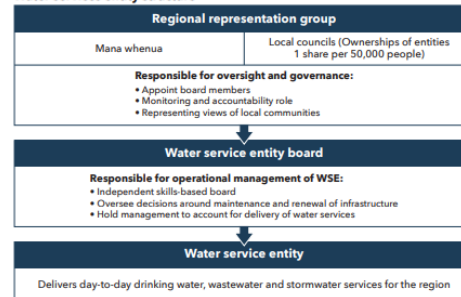 Regional representation group
Mana whenua
Local councils (Ownerships of entities
1 share per 50,000 people)
Responsible for oversight and governance:
• Appoint board members
• Monitoring and accountability role
• Representing views of local communities
Water service entity board
Responsible for operational management of WSE:
• Independent skills-based board
• Oversee decisions around maintenance and renewal of infrastructure
• Hold management to account for delivery of water services
Water service entity
Delivers day-to-day drinking water, wastewater and stormwater services for the region